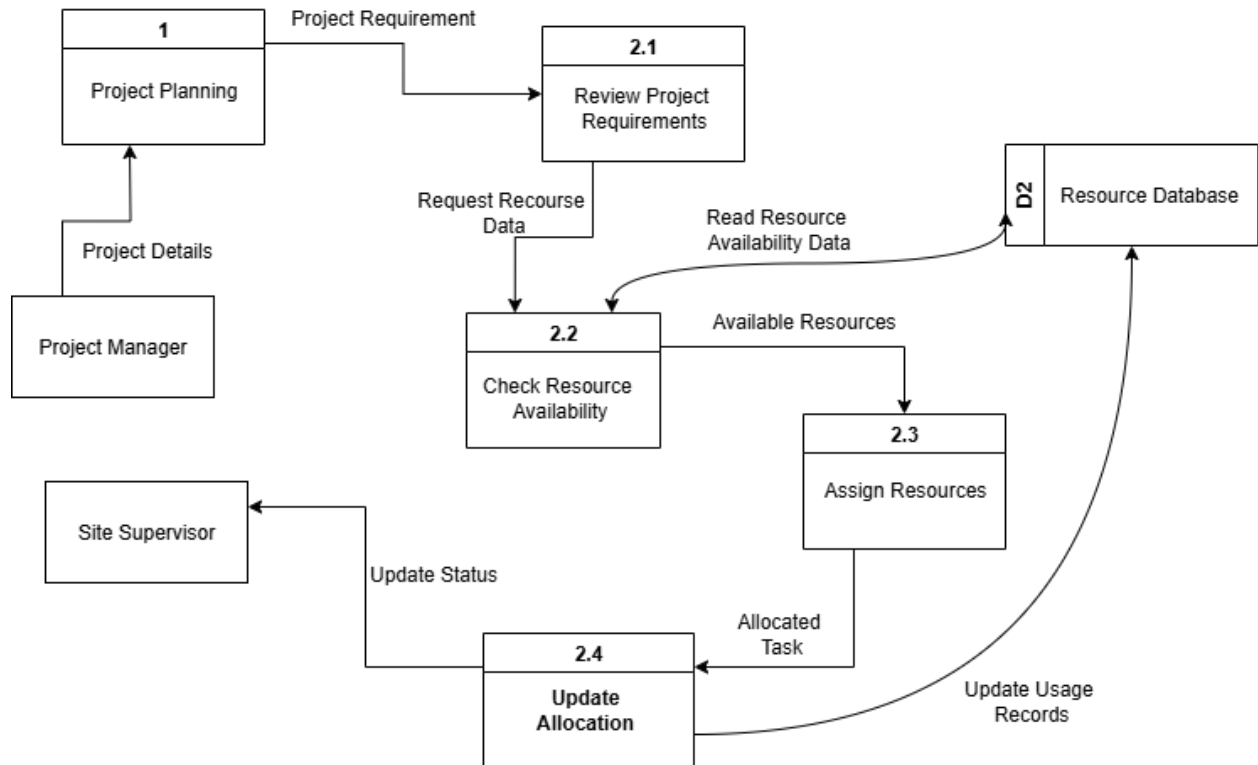 Project Requirement
1
Project Planning
2.1
Review Project
Requirements
Request Recourse
Data
Read Resource
Availability Data
D2
Resource Database
Project Details
Project Manager
2.2
Check Resource
Availability
Available Resources
2.3
Assign Resources
Site Supervisor
Update Status
Allocated
Task
2.4
Update
Allocation
Update Usage
Records